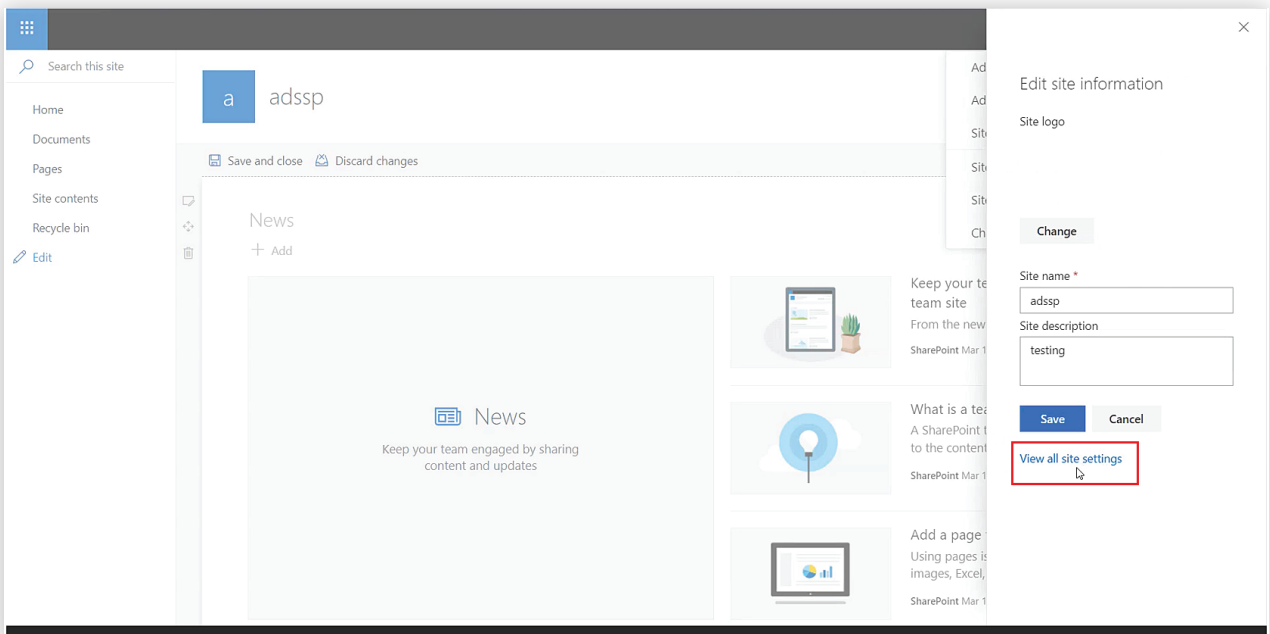 Search this site
Home
Documents
Pages
Site contents
Recycle bin
Edit
a adssp
Save and close Discard changes
News
Add
News
Keep your team engaged by sharing
content and updates
Keep your te
team site
From the new
SharePoint Mar 1
What is a tea
A SharePoint t
to the content
SharePoint Mar 1
Add a page
Using pages is
images, Excel,
SharePoint Mar 1
Ad
Ad
Site
Site
Site
Ch
Edit site information
Site logo
Change
Site name *
adssp
Site description
testing
Save Cancel
View all site settings